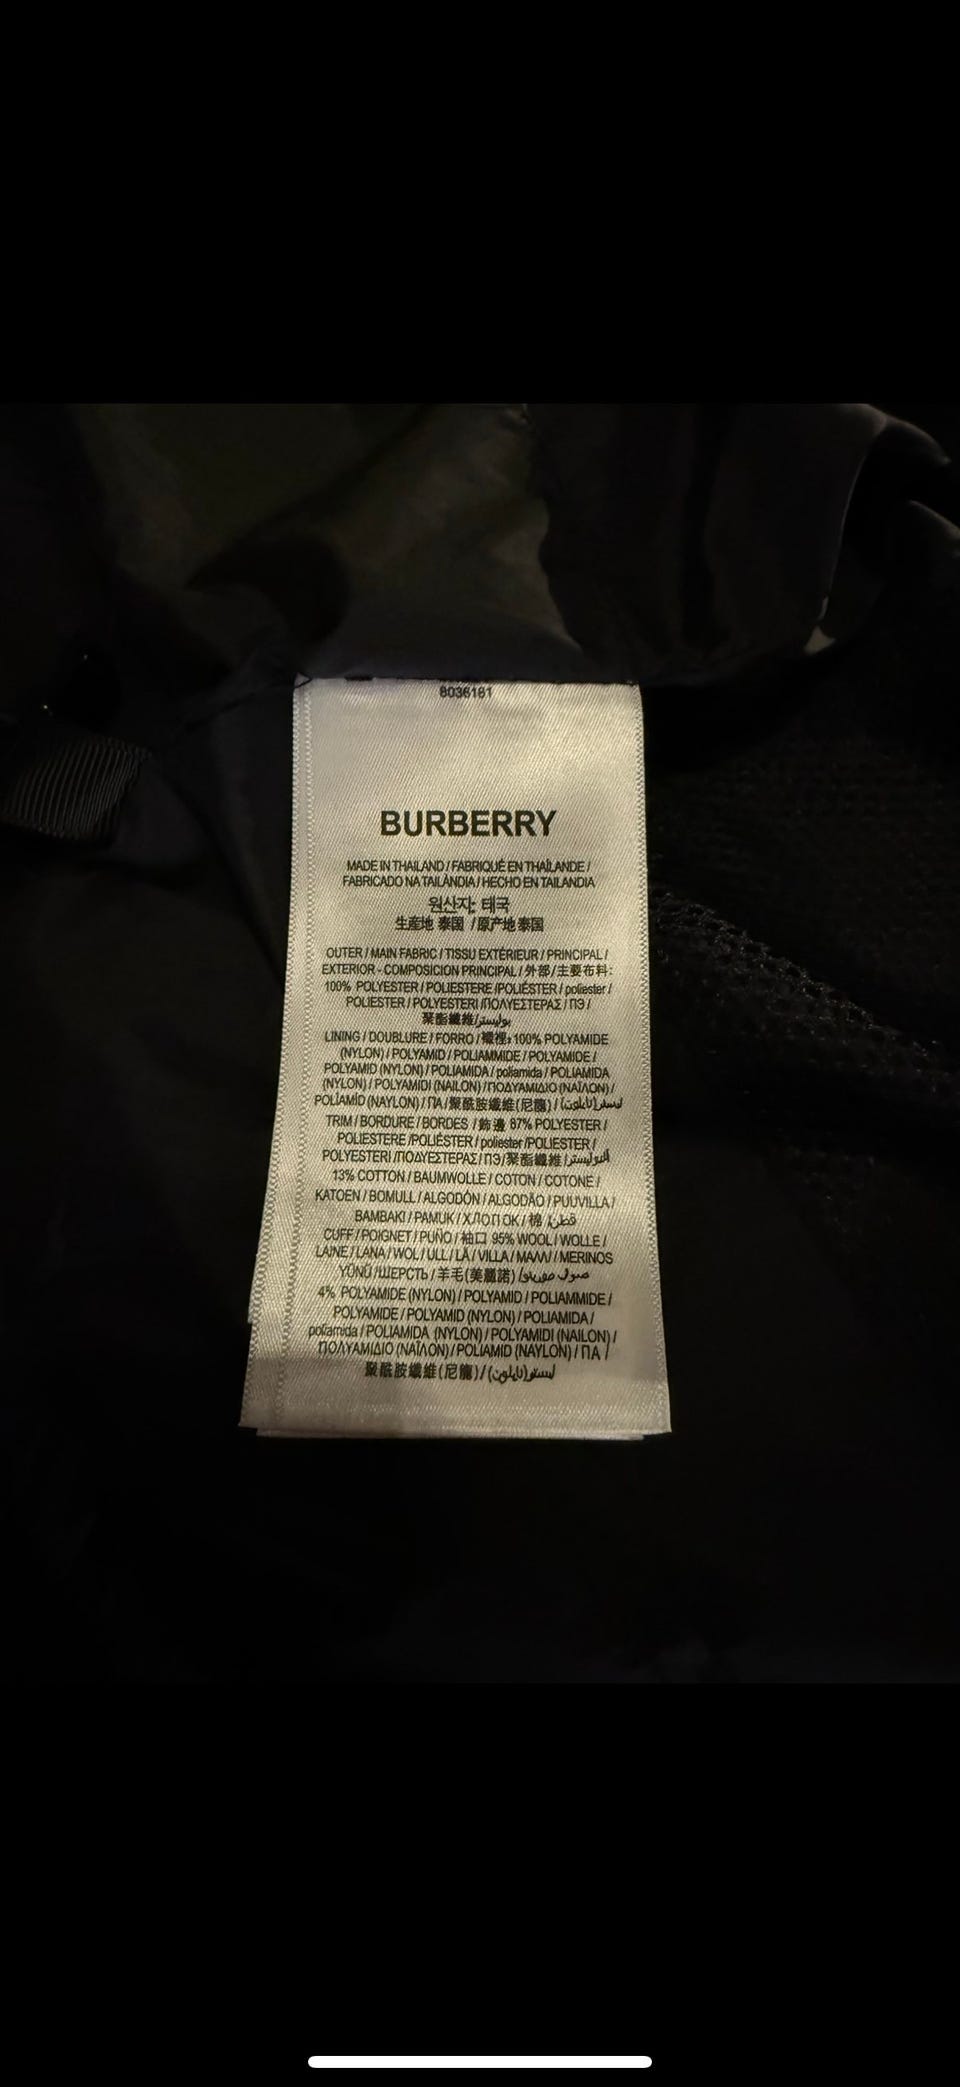 8036181
BURBERRY
MADE IN THAILAND / FABRIQUÉ EN THAÏLANDE /
FABRICADO NA TAILÂNDIA / HECHO EN TAILANDIA
원산지: 태국
生産地 泰国 / 原产地 泰国
OUTER / MAIN FABRIC / TISSU EXTÉRIEUR / PRINCIPAL /
EXTERIOR - COMPOSICION PRINCIPAL / 外部 / 主要布料:
100% POLYESTER / POLIESTERE /POLIÉSTER / poliester /
POLIESTER / POLYESTERI /ΠΟΛΥΕΣΤΕΡΑΣ / ПЭ /
聚酯纖維/بوليستر
LINING / DOUBLURE / FORRO / 襯裡: 100% POLYAMIDE
(NYLON) / POLYAMID / POLIAMMIDE / POLYAMIDE /
POLYAMID (NYLON) / POLIAMIDA / poliamida / POLIAMIDA
(NYLON) / POLYAMIDI (NAILON) /ΠΟΔΥΑΜΙΔΙΟ (ΝΑΪΛΟΝ) /
POLÍAMÍD (NAYLON) / ПА / 聚酰胺纖維(尼龍) /
TRIM / BORDURE / BORDES / 飾邊 87% POLYESTER /
POLIESTERE /POLIÉSTER / poliester /POLIESTER /
POLYESTERI /ΠΟΔΥΕΣΤΕΡΑΣ/ ПЭ/聚酯纖維 /
13% COTTON / BAUMWOLLE / COTON / COTONE /
KATOEN / BOMULL / ALGODÓN / ALGODÃO / PUUVILLA /
BAMBAKI / PAMUK / ХЛОПОК / 棉 / قطن
CUFF / POIGNET / PUÑO / 袖口 95% WOOL / WOLLE /
LAINE / LANA / WOL / ULL / LÃ / VILLA / / MERINOS
YÜNÜ /ШЕРСТЬ / 羊毛(美麗諾) / صوف
4% POLYAMIDE (NYLON) / POLYAMID / POLIAMMIDE /
POLYAMIDE / POLYAMID (NYLON) / POLIAMIDA /
poliamida / POLIAMIDA (NYLON) / POLYAMIDI (NAILON) /
ΠΟΛΥΑΜΙΔΙΟ (ΝΑΪΛΟΝ) / POLÍAMÍD (NAYLON) / ПА /
聚酰胺纖維(尼龍) /